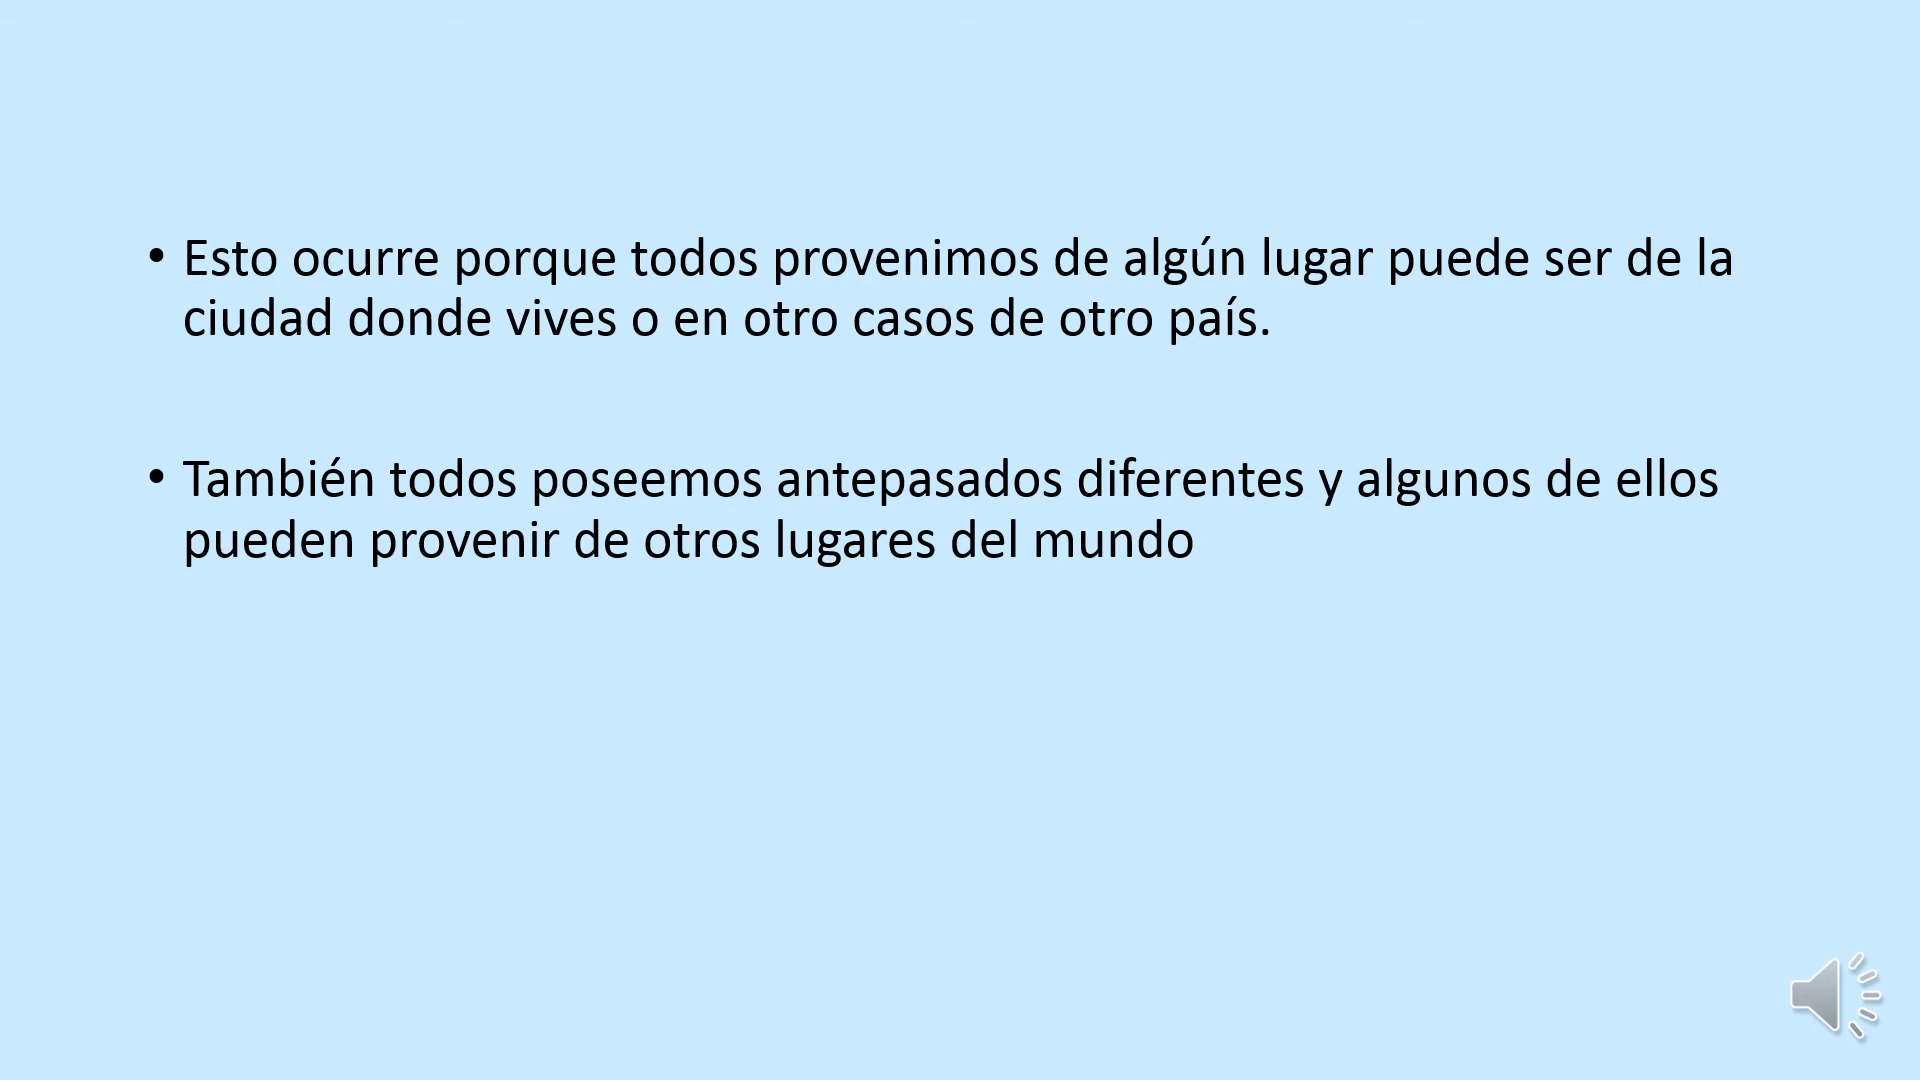 • Esto ocurre porque todos provenimos de algún lugar puede ser de la
ciudad donde vives o en otro casos de otro país.
• También todos poseemos antepasados diferentes y algunos de ellos
pueden provenir de otros lugares del mundo